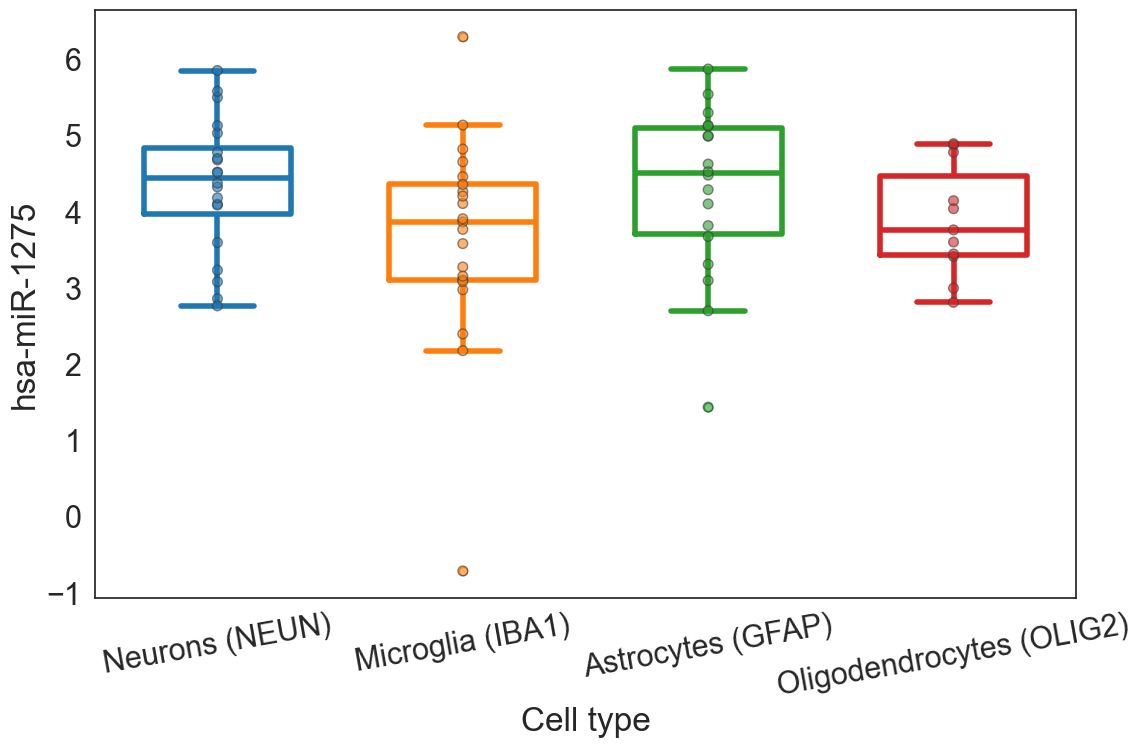 hsa-miR-1275
6
5
4
3
2
1
0
−1
Neurons (NEUN)
Microglia (IBA1)
Astrocytes (GFAP)
Oligodendrocytes (OLIG2)
Cell type